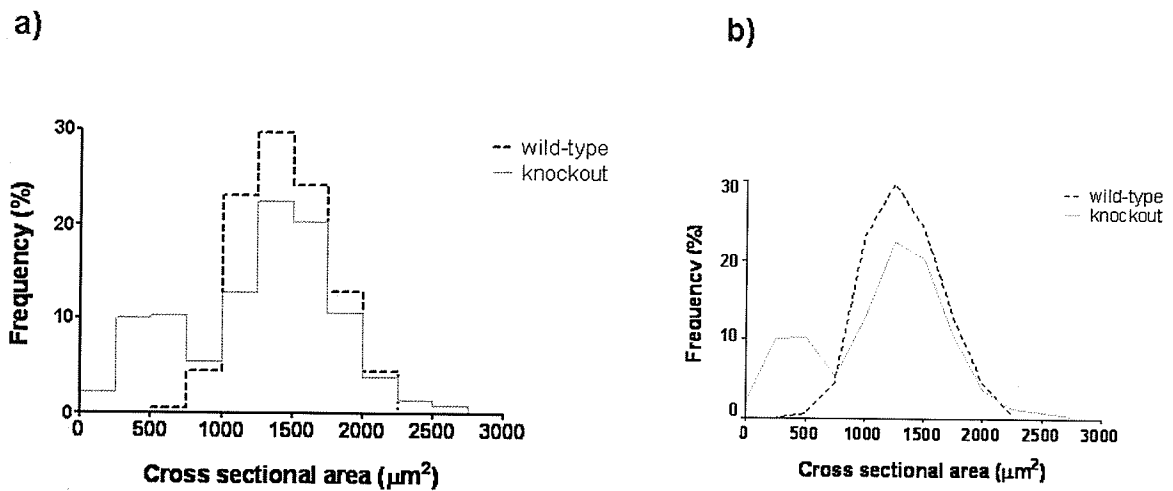 a)
30
20
10
0
Frequency (%)
wild-type
knockout
0 500 1000 1500 2000 2500 3000
Cross sectional area (μm²)
b)
30
20
10
0
Frequency (%)
wild-type
knockout
0 500 1000 1500 2000 2500 3000
Cross sectional area (μm²)